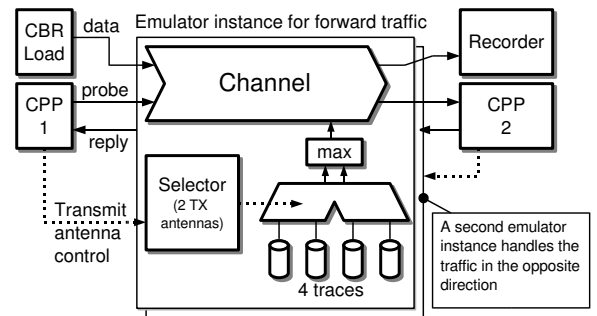 Emulator instance for forward traffic
CBR
Load
data
Channel
Recorder
CPP
1
probe
reply
CPP
2
max
Selector
(2 TX
antennas)
Transmit
antenna
control
4 traces
A second emulator
instance handles the
traffic in the opposite
direction